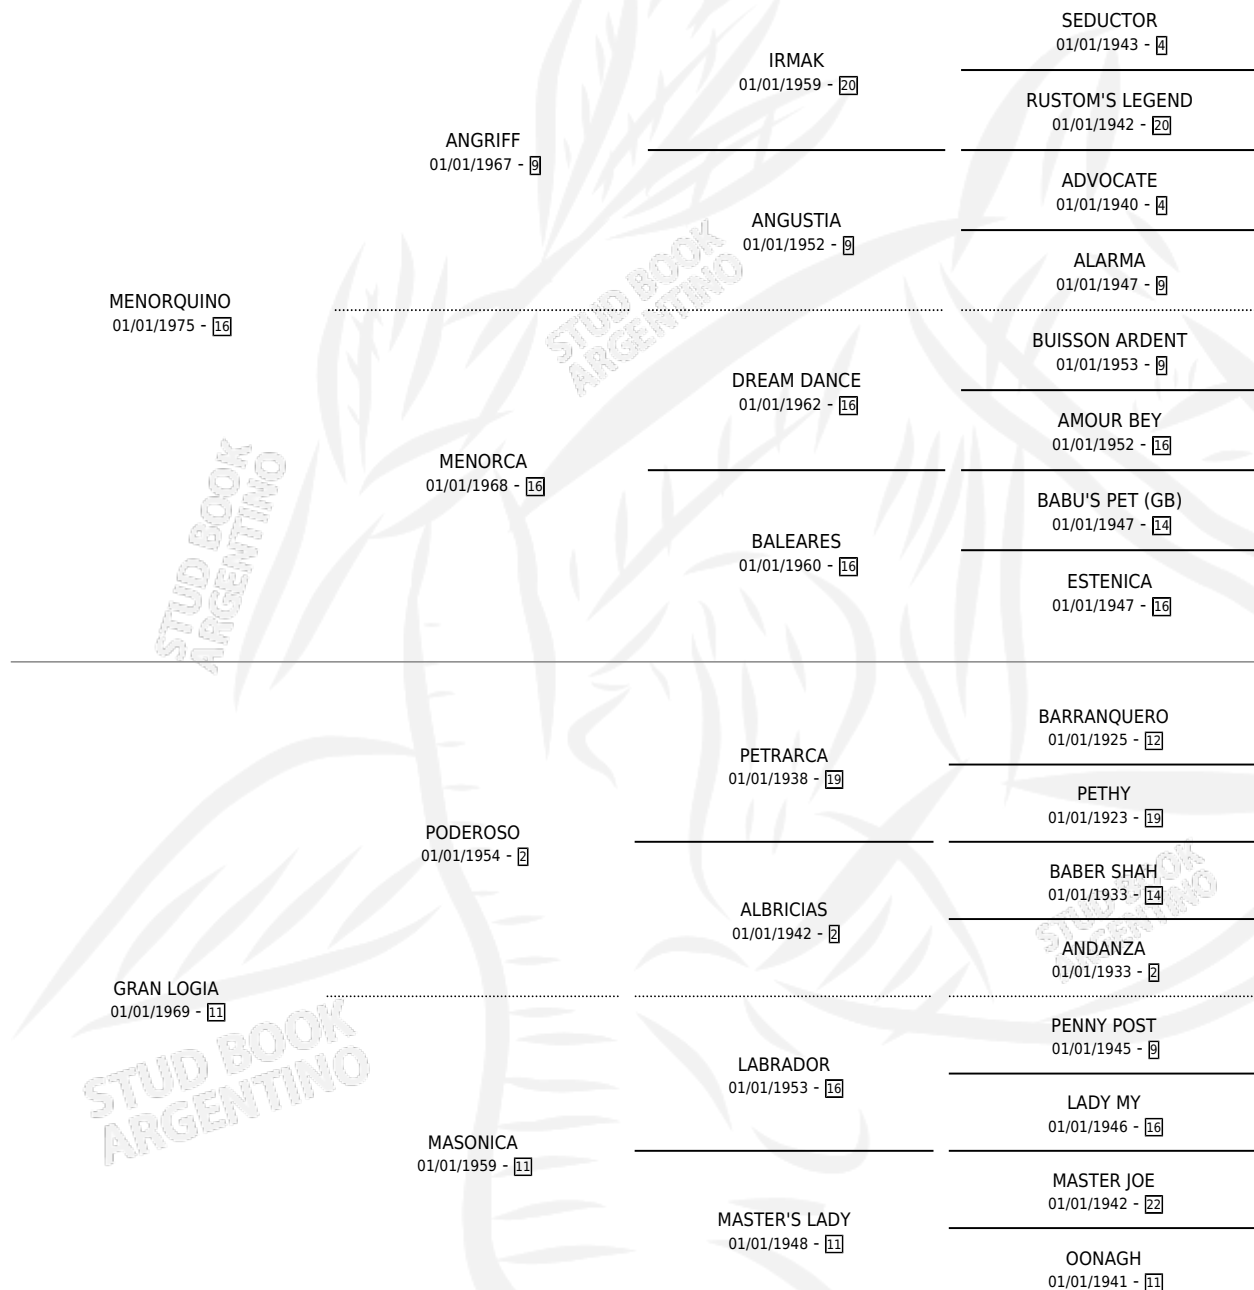 SEDUCTOR
01/01/1943 - 4
IRMAK
01/01/1959 - 20
RUSTOM'S LEGEND
01/01/1942 - 20
ANGRIFF
01/01/1967 - 9
ADVOCATE
01/01/1940 - 4
ANGUSTIA
01/01/1952 - 9
ALARMA
01/01/1947 - 9
MENORQUINO
01/01/1975 - 16
BUISSON ARDENT
01/01/1953 - 9
DREAM DANCE
01/01/1962 - 16
AMOUR BEY
01/01/1952 - 16
MENORCA
01/01/1968 - 16
BABU'S PET (GB)
01/01/1947 - 14
BALEARES
01/01/1960 - 16
ESTENICA
01/01/1947 - 16
STUD BOOK
ARGENTINO
STUD BOOK
ARGENTINO
BARRANQUERO
01/01/1925 - 12
PETRARCA
01/01/1938 - 19
PETHY
01/01/1923 - 19
PODEROSO
01/01/1954 - 2
BABER SHAH
01/01/1933 - 14
ALBRICIAS
01/01/1942 - 2
ANDANZA
01/01/1933 - 2
GRAN LOGIA
01/01/1969 - 11
PENNY POST
01/01/1945 - 9
LABRADOR
01/01/1953 - 16
LADY MY
01/01/1946 - 16
MASONICA
01/01/1959 - 11
MASTER JOE
01/01/1942 - 22
MASTER'S LADY
01/01/1948 - 11
OONAGH
01/01/1941 - 11
STUD BOOK
ARGENTINO
STUD BOOK
ARGENTINO